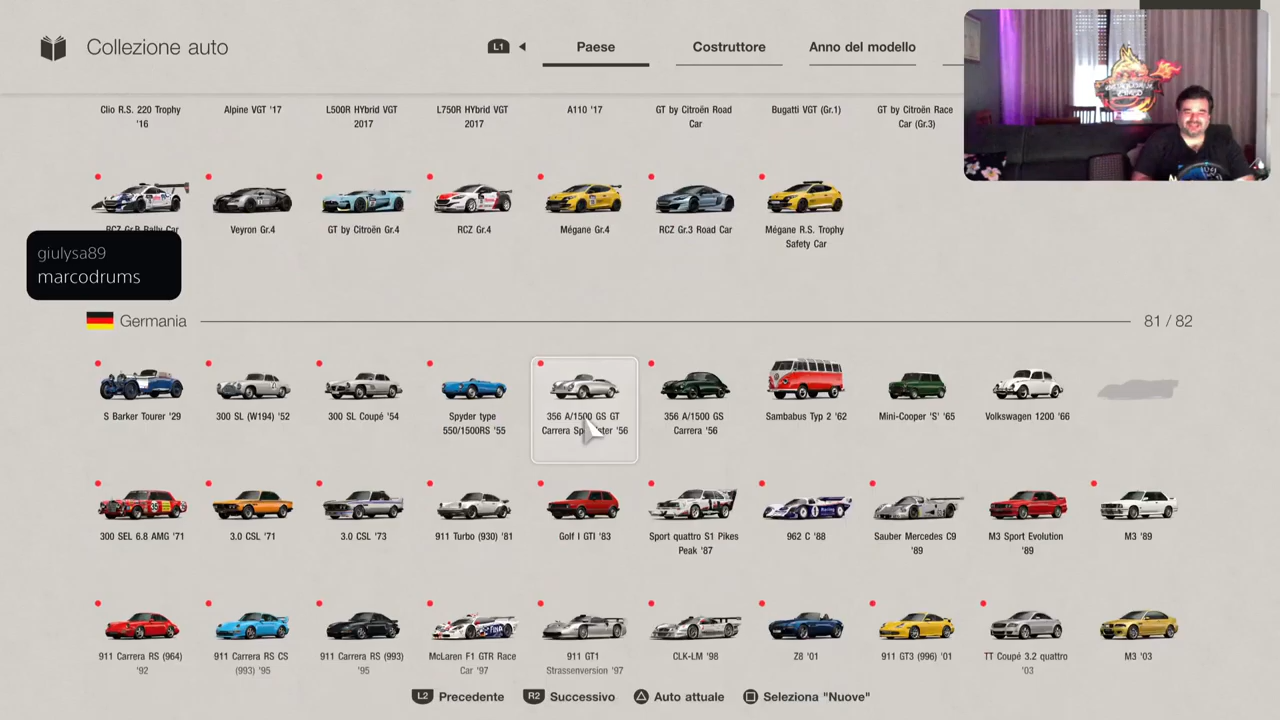 Collezione auto
L1
Paese
Costruttore
Anno del modello
Clio R.S. 220 Trophy
'16
Alpine VGT '17
L500R HYbrid VGT
2017
L750R HYbrid VGT
2017
A110 '17
GT by Citroën Road
Car
Bugatti VGT (Gr.1)
GT by Citroën Race
Car (Gr.3)
RCZ Gr.B Rally Car
Veyron Gr.4
GT by Citroën Gr.4
RCZ Gr.4
Mégane Gr.4
RCZ Gr.3 Road Car
Mégane R.S. Trophy
Safety Car
giulysa89
marcodrums
Germania
81 / 82
S Barker Tourer '29
300 SL (W194) '52
300 SL Coupé '54
Spyder type
550/1500RS '55
356 A/1500 GS GT
Carrera '56
356 A/1500 GS
Carrera '56
Sambabus Typ 2 '62
Mini-Cooper 'S' '65
Volkswagen 1200 '66
300 SEL 6.8 AMG '71
3.0 CSL '71
3.0 CSL '73
911 Turbo (930) '81
Golf I GTI '83
Sport quattro S1 Pikes
Peak '87
962 C '88
Sauber Mercedes C9
'89
M3 Sport Evolution
'89
M3 '89
911 Carrera RS (964)
'92
911 Carrera RS CS
(993) '95
911 Carrera RS (993)
'95
McLaren F1 GTR Race
Car '97
911 GT1
Strassenversion '97
CLK-LM '98
Z8 '01
911 GT3 (996) '01
TT Coupé 3.2 quattro
'03
M3 '03
L2 Precedente
R2 Successivo
Auto attuale
Seleziona "Nuove"